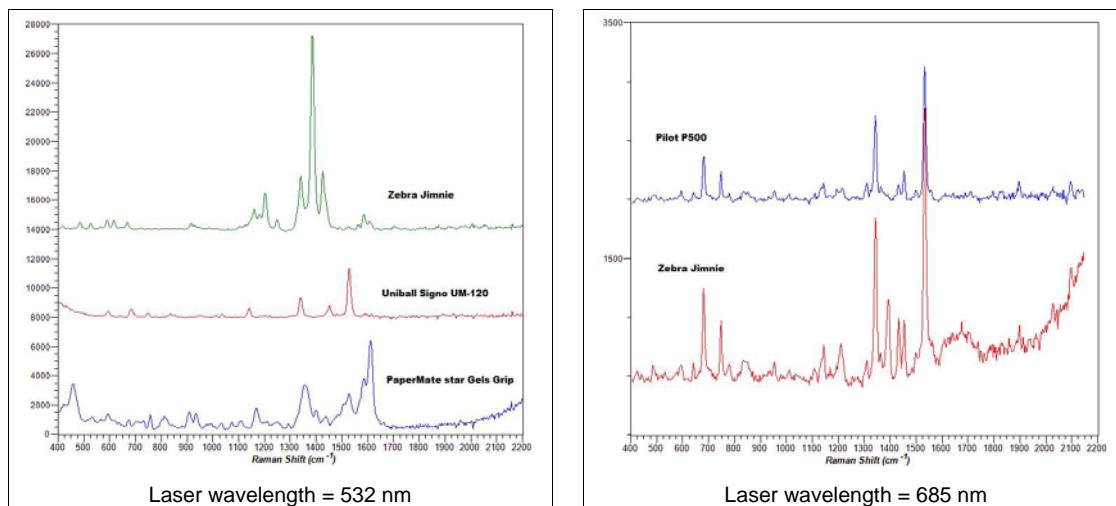 28000
26000
24000
22000
20000
18000
16000
14000
12000
10000
8000
6000
4000
2000
0
Zebra Jimnie
Uniball Signo UM-120
PaperMate star Gels Grip
400 500 600 700 800 900 1000 1100 1200 1300 1400 1500 1600 1700 1800 1900 2000 2100 2200
Raman Shift (cm -1)
Laser wavelength = 532 nm
3500
1500
Pilot P500
Zebra Jimnie
400 500 600 700 800 900 1000 1100 1200 1300 1400 1500 1600 1700 1800 1900 2000 2100 2200
Raman Shift (cm -1)
Laser wavelength = 685 nm